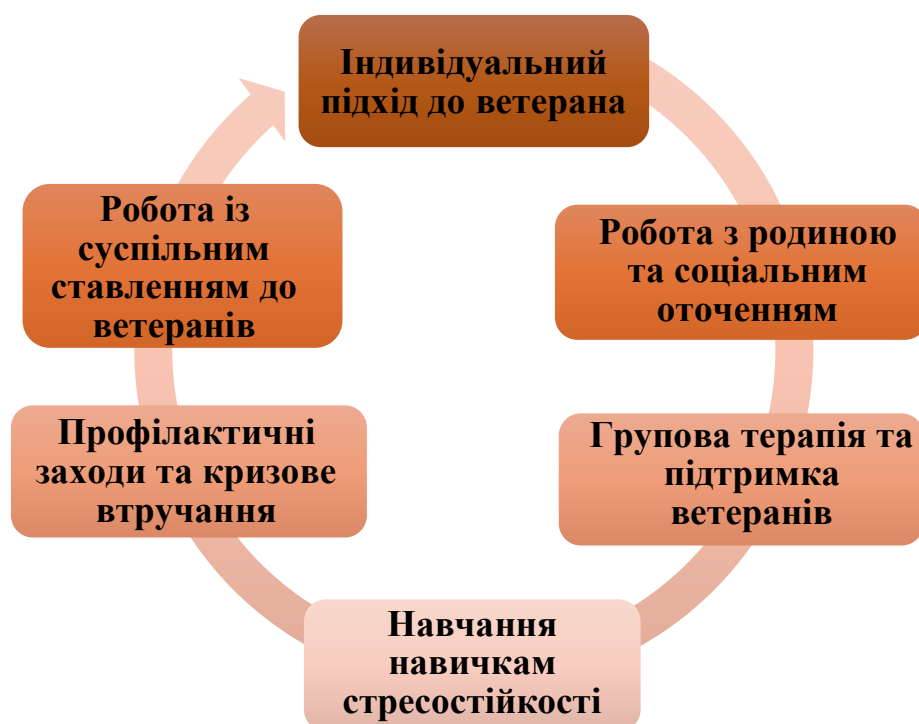 Індивідуальний
підхід до ветерана
Робота з родиною
та соціальним
оточенням
Групова терапія та
підтримка
ветеранів
Навчання
навичкам
стресостійкості
Профілактичні
заходи та кризове
втручання
Робота із
суспільним
ставленням до
ветеранів